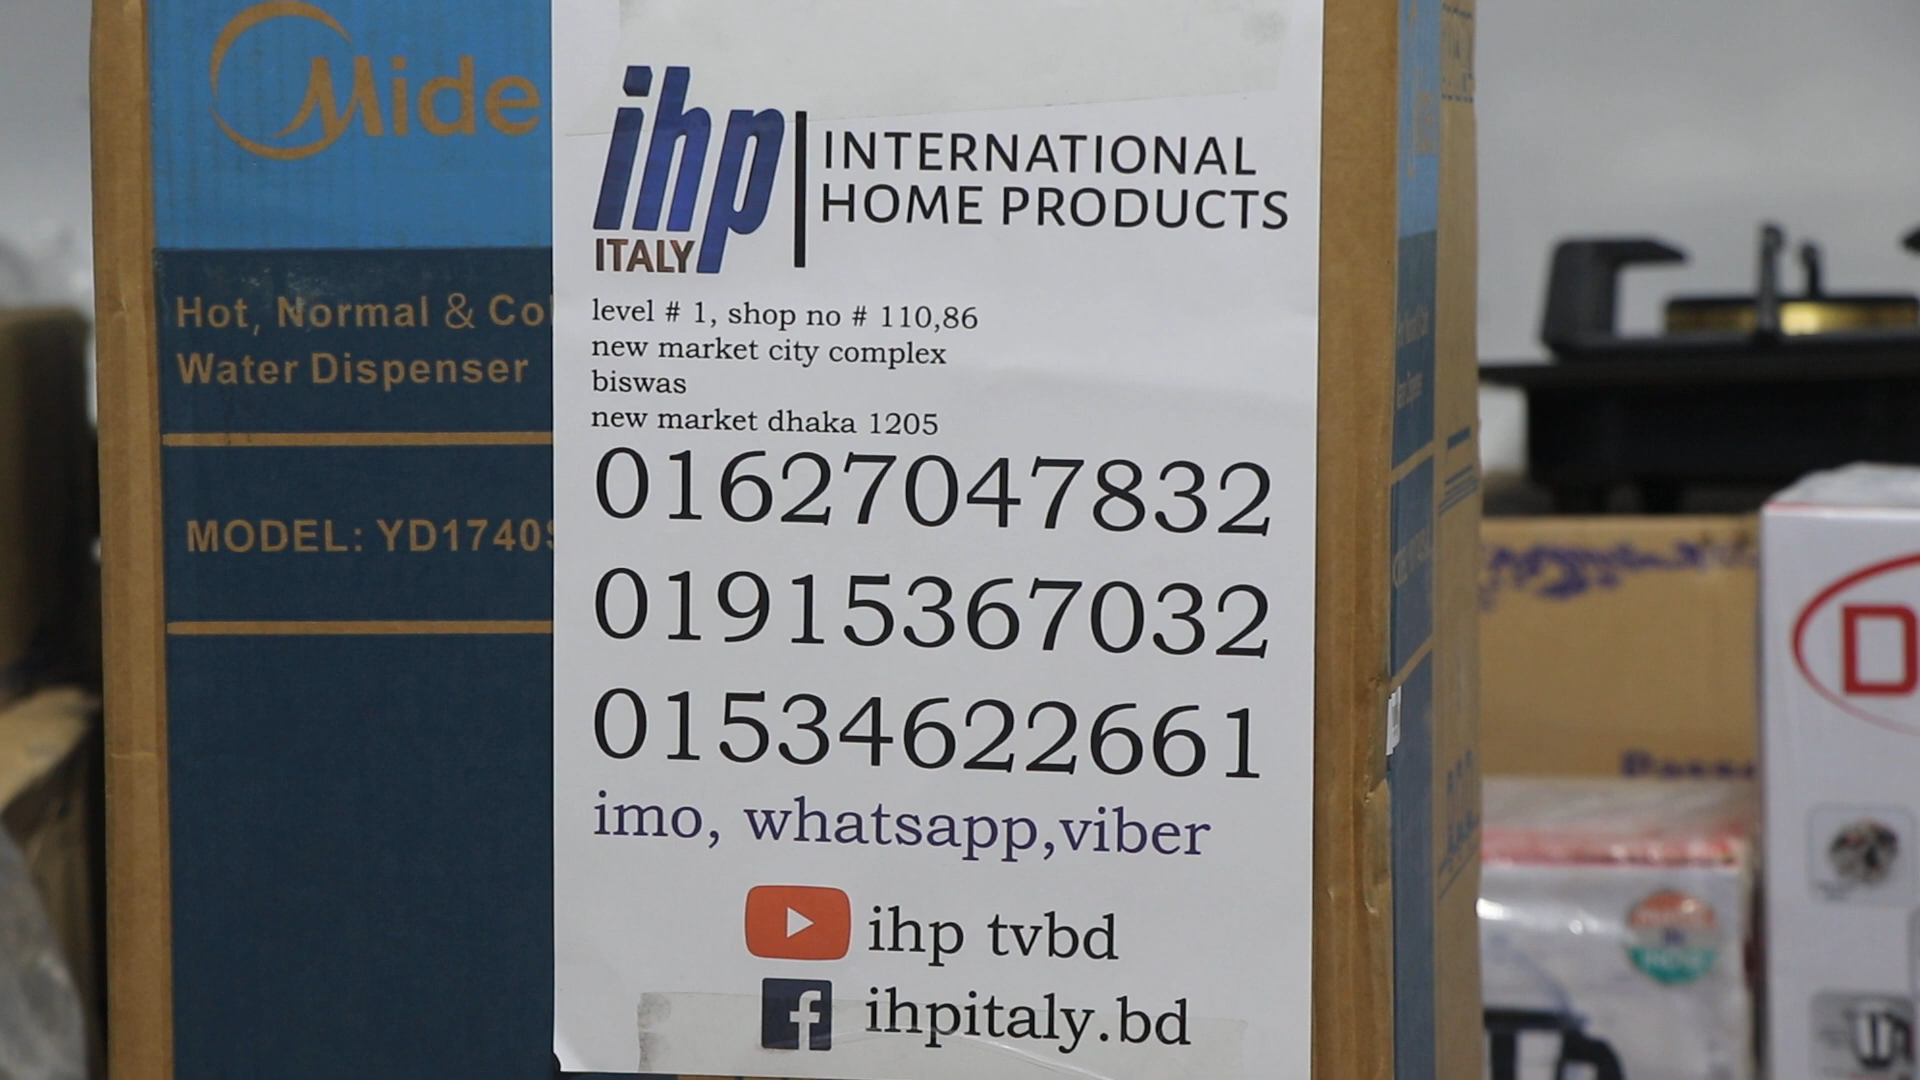 Mide
Hot, Normal & Co
Water Dispenser
MODEL: YD1740
ihp
ITALY
INTERNATIONAL
HOME PRODUCTS
level # 1, shop no # 110,86
new market city complex
biswas
new market dhaka 1205
01627047832
01915367032
01534622661
imo, whatsapp,viber
ihp tvbd
ihpitaly.bd
D